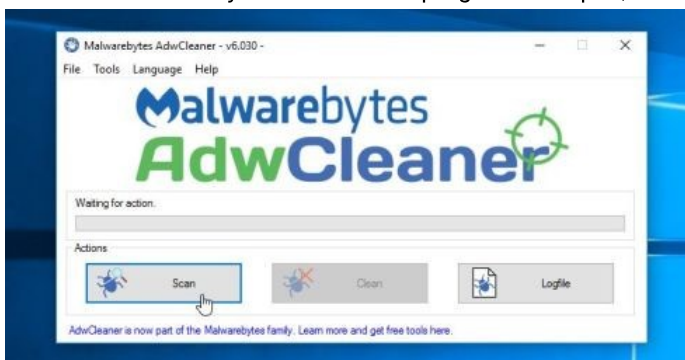 Malwarebytes AdwCleaner - v6.030 -
File Tools Language Help
Malwarebytes
AdwCleaner
Waiting for action.
Actions
Scan
Clean
Logfile
AdwCleaner is now part of the Malwarebytes family. Learn more and get free tools here.